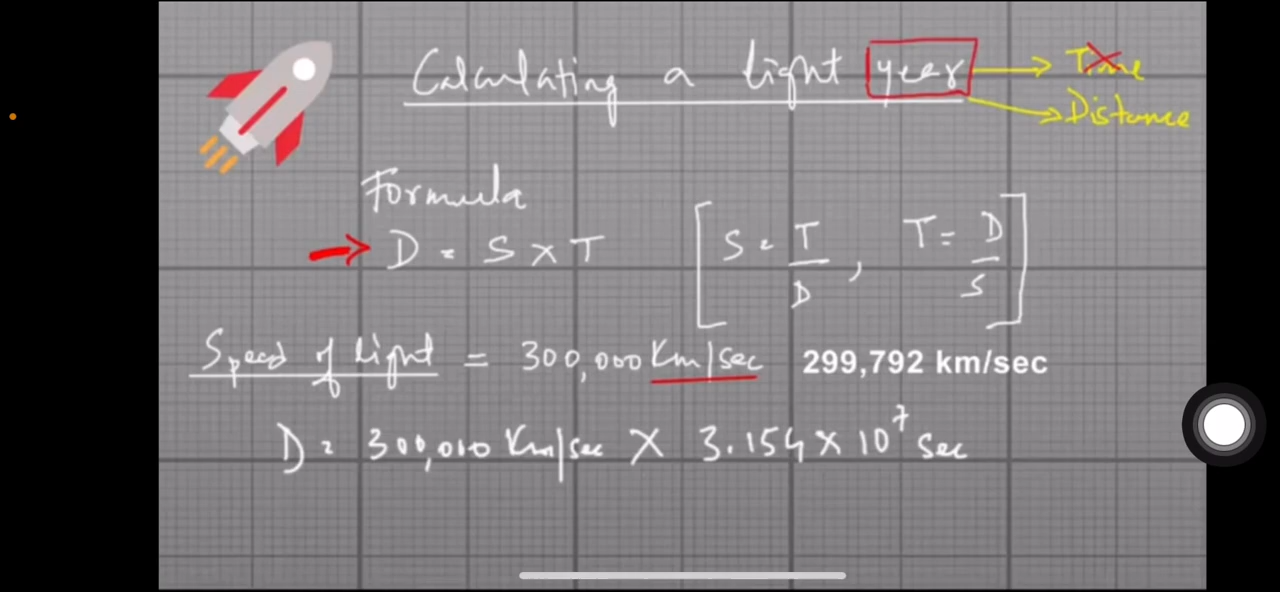 Calculating a light year → Time
→ Distance
Formula
→ D = S x T [ S = T/D , T = D/S ]
Speed of light = 300,000 Km/sec 299,792 km/sec
D = 300,000 Km/sec X 3.154 x 10⁷ sec